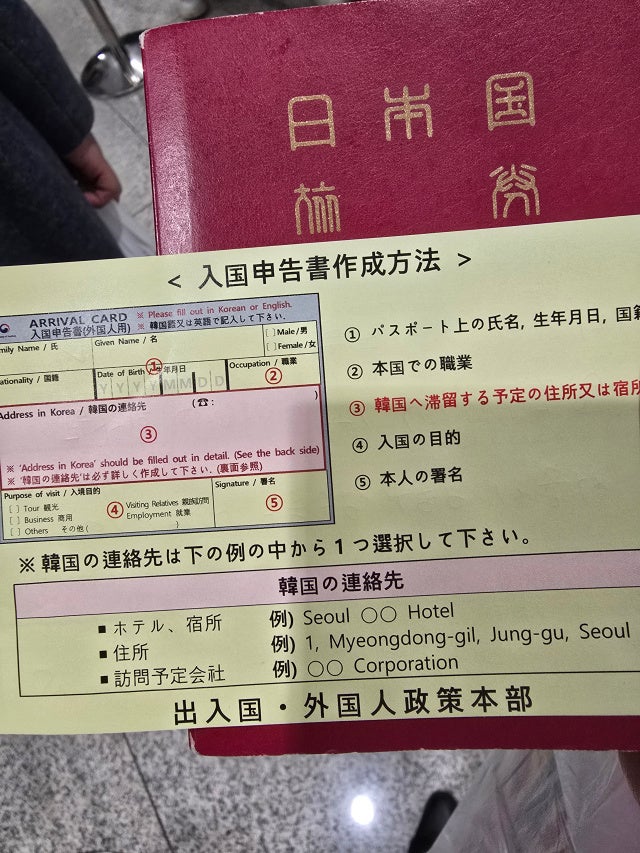 日本国
旅券
< 入国申告書作成方法 >
ARRIVAL CARD
入国申告書(外国人用)
※ Please fill out in Korean or English.
※ 韓国語又は英語で記入して下さい.
mily Name / 氏
Given Name / 名
[ ] Male / 男
[ ] Female / 女
①
ationality / 国籍
Date of Birth / 生年月日
Y Y Y Y M M D D
Occupation / 職業
②
Address in Korea / 韓国の連絡先 (☎: )
③
※ 'Address in Korea' should be filled out in detail. (See the back side)
※ '韓国の連絡先'は必ず詳しく作成して下さい. (裏面参照)
Purpose of visit / 入境目的
[ ] Tour 観光
[ ] Business 商用
[ ] Others その他 ( )
④
Visiting Relatives 親族訪問
Employment 就業
Signature / 署名
⑤
① パスポート上の氏名, 生年月日, 国籍
② 本国での職業
③ 韓国へ滞留する予定の住所又は宿所
④ 入国の目的
⑤ 本人の署名
※ 韓国の連絡先は下の例の中から1つ選択して下さい。
韓国の連絡先
■ ホテル、宿所 例) Seoul ○○ Hotel
■ 住所 例) 1, Myeongdong-gil, Jung-gu, Seoul
■ 訪問予定会社 例) ○○ Corporation
出入国・外国人政策本部